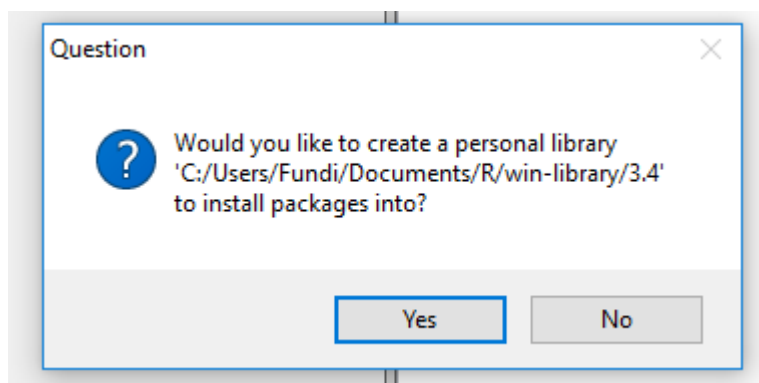 Question
Would you like to create a personal library
'C:/Users/Fundi/Documents/R/win-library/3.4'
to install packages into?
Yes
No